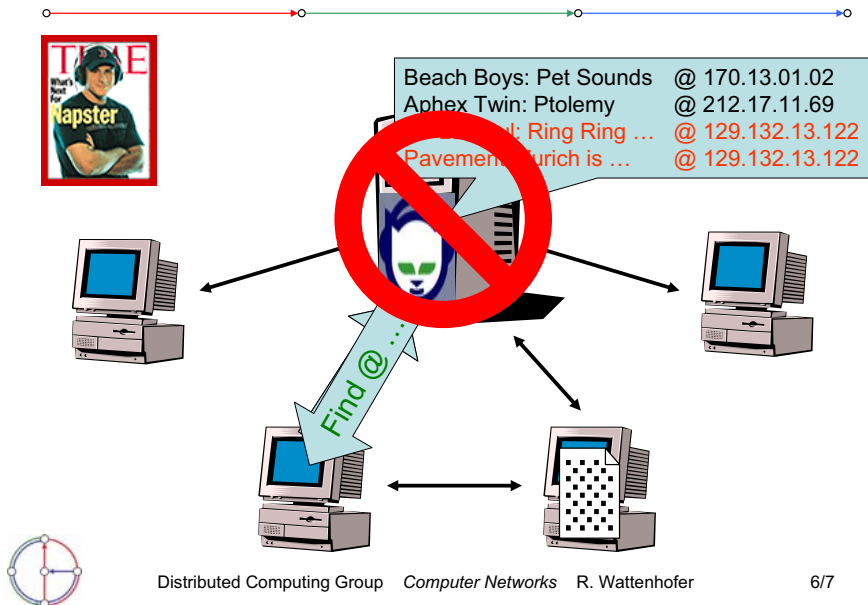 TIME
What's
Next
For
Napster
Beach Boys: Pet Sounds @ 170.13.01.02
Aphex Twin: Ptolemy @ 212.17.11.69
Ring Ring … @ 129.132.13.122
Pavement: Zurich is … @ 129.132.13.122
Find @ …
Distributed Computing Group Computer Networks R. Wattenhofer 6/7